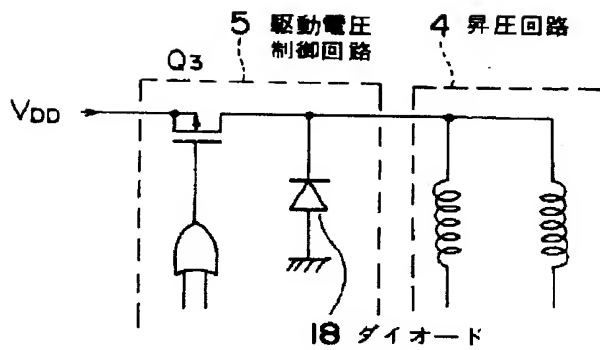 5 駆動電圧
制御回路
4 昇圧回路
Q3
VDD
18 ダイオード